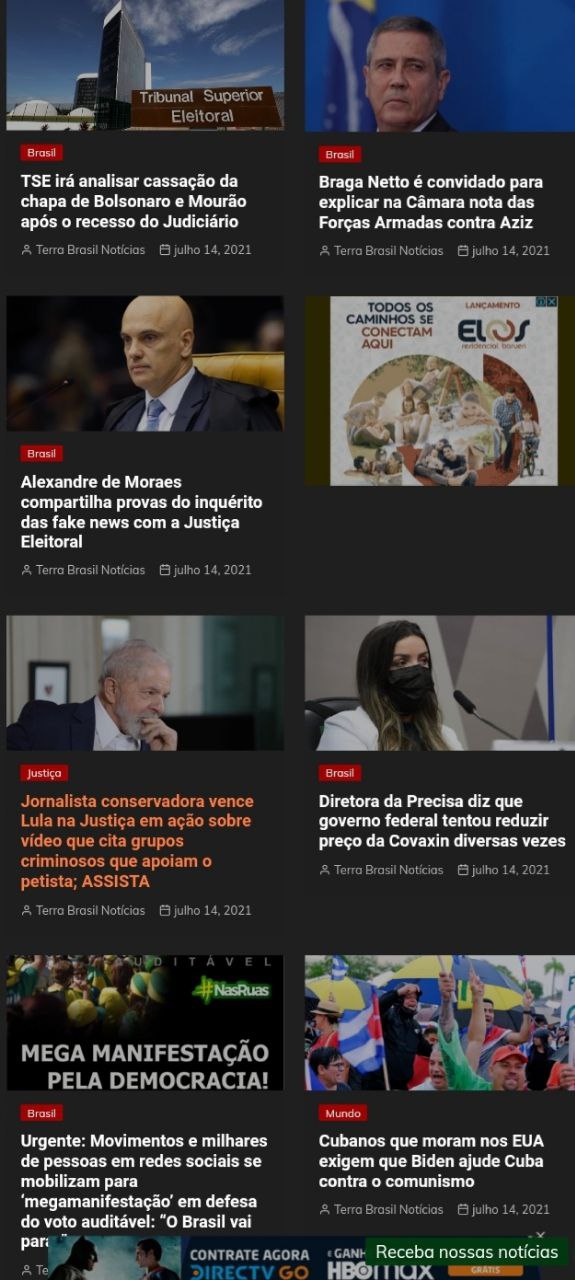 Tribunal Superior
Eleitoral
Brasil
TSE irá analisar cassação da
chapa de Bolsonaro e Mourão
após o recesso do Judiciário
Terra Brasil Notícias julho 14, 2021
Brasil
Braga Netto é convidado para
explicar na Câmara nota das
Forças Armadas contra Aziz
Terra Brasil Notícias julho 14, 2021
Brasil
Alexandre de Moraes
compartilha provas do inquérito
das fake news com a Justiça
Eleitoral
Terra Brasil Notícias julho 14, 2021
TODOS OS
CAMINHOS SE
CONECTAM
AQUI
LANÇAMENTO
ELOS
residencial barueri
Justiça
Jornalista conservadora vence
Lula na Justiça em ação sobre
vídeo que cita grupos
criminosos que apoiam o
petista; ASSISTA
Terra Brasil Notícias julho 14, 2021
Brasil
Diretora da Precisa diz que
governo federal tentou reduzir
preço da Covaxin diversas vezes
Terra Brasil Notícias julho 14, 2021
AUDITÁVEL
#NasRuas
MEGA MANIFESTAÇÃO
PELA DEMOCRACIA!
Brasil
Urgente: Movimentos e milhares
de pessoas em redes sociais se
mobilizam para
‘megamanifestação’ em defesa
do voto auditável: “O Brasil vai
Mundo
Cubanos que moram nos EUA
exigem que Biden ajude Cuba
contra o comunismo
Terra Brasil Notícias julho 14, 2021
CONTRATE AGORA
DIRECTV GO
E GANH
HBOMAX
GRÁTIS
Receba nossas notícias